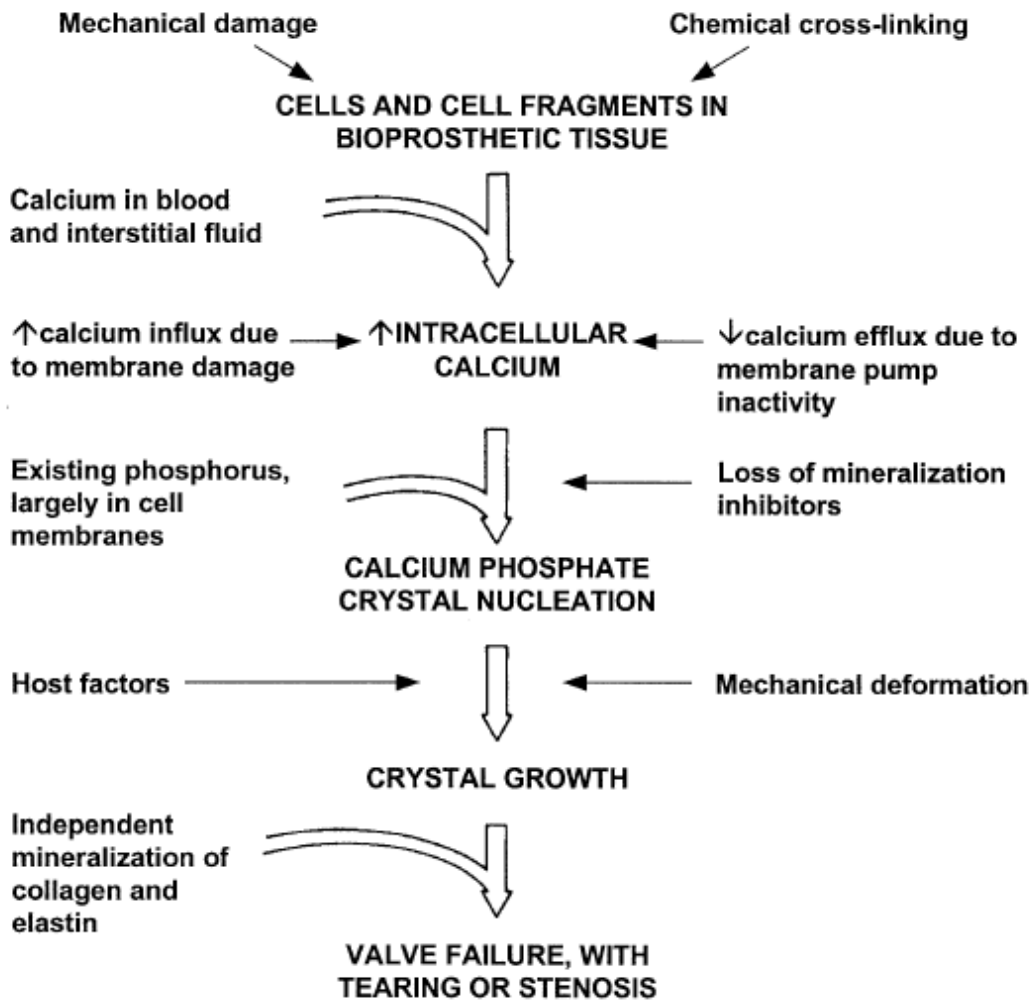 Mechanical damage
Chemical cross-linking
CELLS AND CELL FRAGMENTS IN
BIOPROSTHETIC TISSUE
Calcium in blood
and interstitial fluid
↑calcium influx due
to membrane damage
↑INTRACELLULAR
CALCIUM
↓calcium efflux due to
membrane pump
inactivity
Existing phosphorus,
largely in cell
membranes
Loss of mineralization
inhibitors
CALCIUM PHOSPHATE
CRYSTAL NUCLEATION
Host factors
Mechanical deformation
CRYSTAL GROWTH
Independent
mineralization of
collagen and
elastin
VALVE FAILURE, WITH
TEARING OR STENOSIS